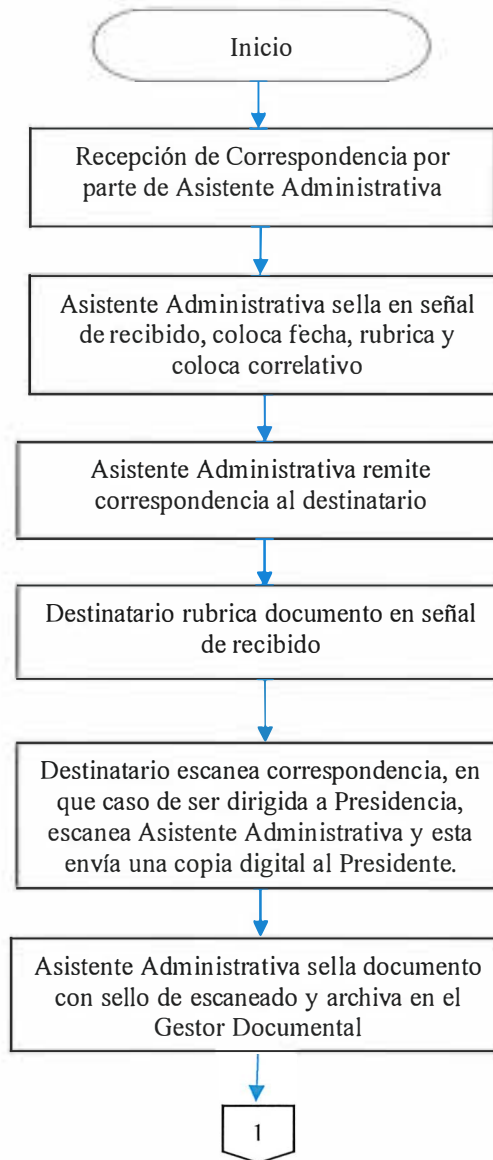 Inicio
Recepción de Correspondencia por
parte de Asistente Administrativa
Asistente Administrativa sella en señal
de recibido, coloca fecha, rubrica y
coloca correlativo
Asistente Administrativa remite
correspondencia al destinatario
Destinatario rubrica documento en señal
de recibido
Destinatario escanea correspondencia, en
que caso de ser dirigida a Presidencia,
escanea Asistente Administrativa y esta
envía una copia digital al Presidente.
Asistente Administrativa sella documento
con sello de escaneado y archiva en el
Gestor Documental
1